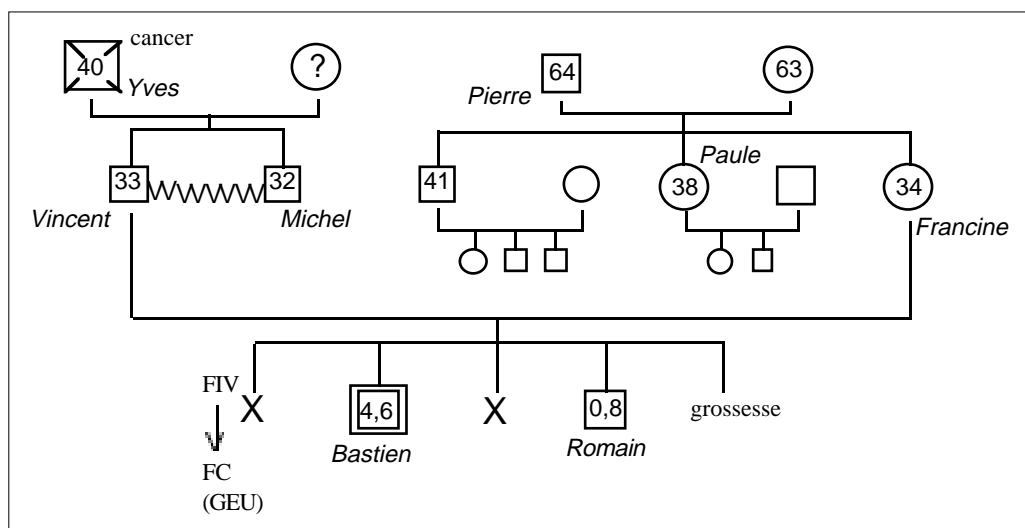 cancer
40
Yves
?
64
63
Pierre
33
32
Vincent
Michel
41
Paule
38
34
Francine
FIV
X
4,6
X
0,8
grossesse
Bastien
Romain
FC
(GEU)